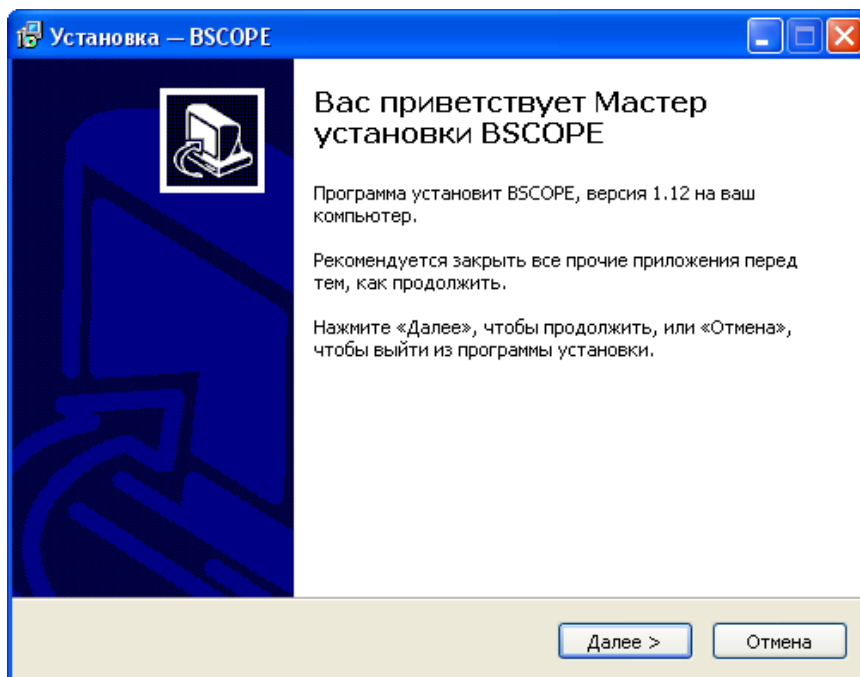 Установка — BSCOPE
Вас приветствует Мастер
установки BSCOPE
Программа установит BSCOPE, версия 1.12 на ваш
компьютер.
Рекомендуется закрыть все прочие приложения перед
тем, как продолжить.
Нажмите «Далее», чтобы продолжить, или «Отмена»,
чтобы выйти из программы установки.
Далее >
Отмена